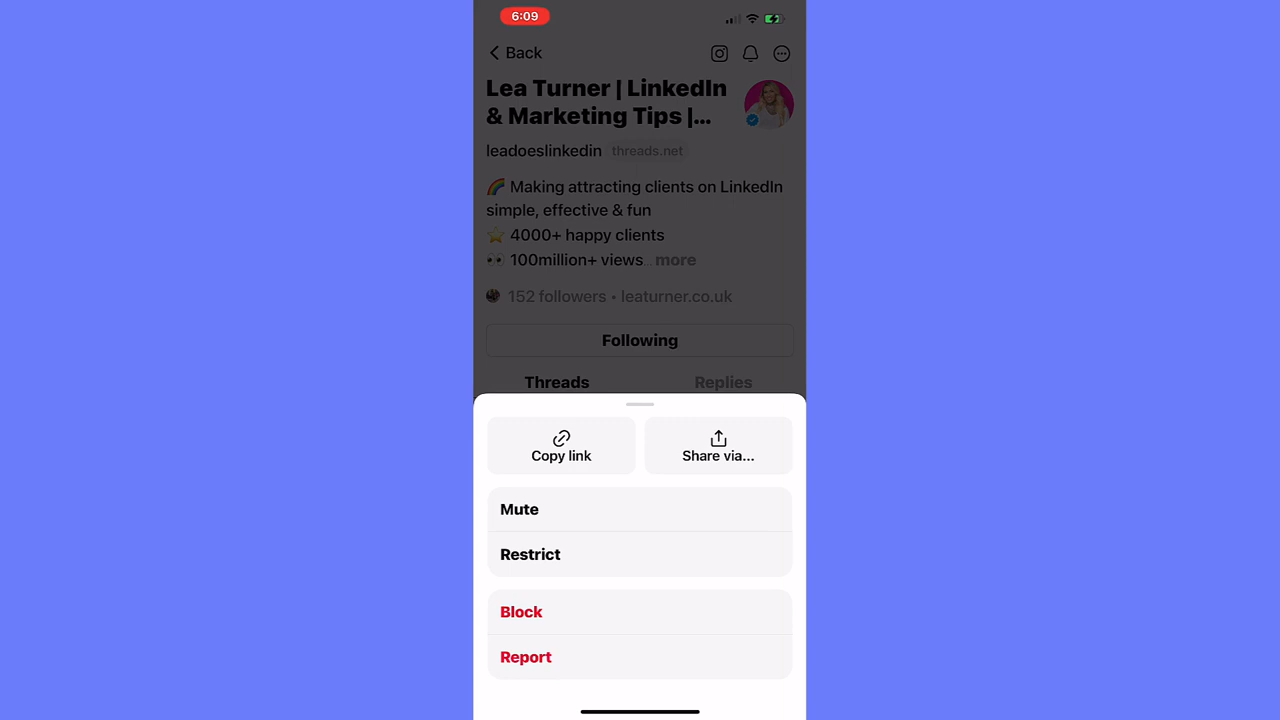 6:09
Back
Lea Turner | LinkedIn
& Marketing Tips |...
leadoeslinkedin threads.net
🌈 Making attracting clients on LinkedIn
simple, effective & fun
⭐ 4000+ happy clients
👀 100million+ views... more
152 followers • leaturner.co.uk
Following
Threads Replies
Copy link Share via...
Mute
Restrict
Block
Report